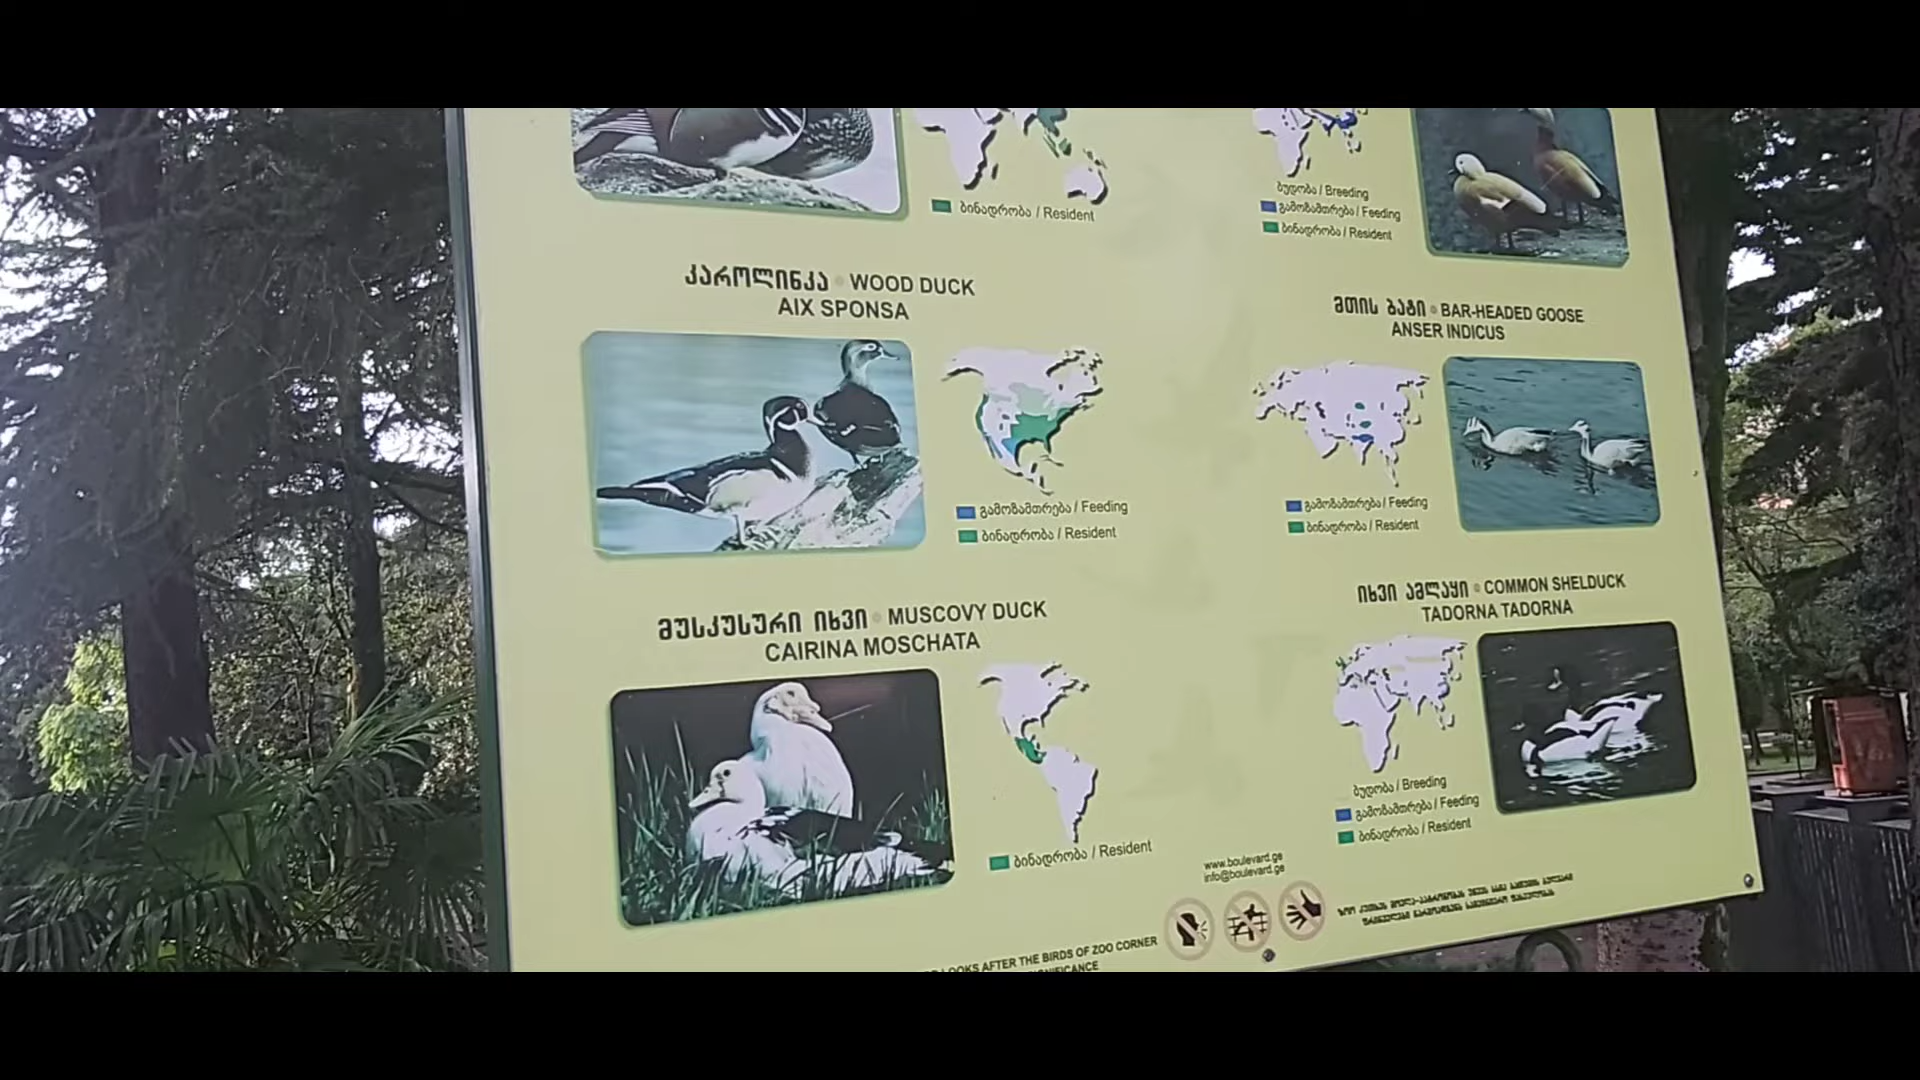 ბინადრობა / Resident
ბუდობა / Breeding
გამოზამთრება / Feeding
ბინადრობა / Resident
კაროლინკა • WOOD DUCK
AIX SPONSA
გამოზამთრება / Feeding
ბინადრობა / Resident
მთის ბატი • BAR-HEADED GOOSE
ANSER INDICUS
გამოზამთრება / Feeding
ბინადრობა / Resident
მუსკუსური იხვი • MUSCOVY DUCK
CAIRINA MOSCHATA
ბინადრობა / Resident
იხვი ამლაყი • COMMON SHELDUCK
TADORNA TADORNA
ბუდობა / Breeding
გამოზამთრება / Feeding
ბინადრობა / Resident
www.boulevard.ge
info@boulevard.ge
LOOKS AFTER THE BIRDS OF ZOO CORNER